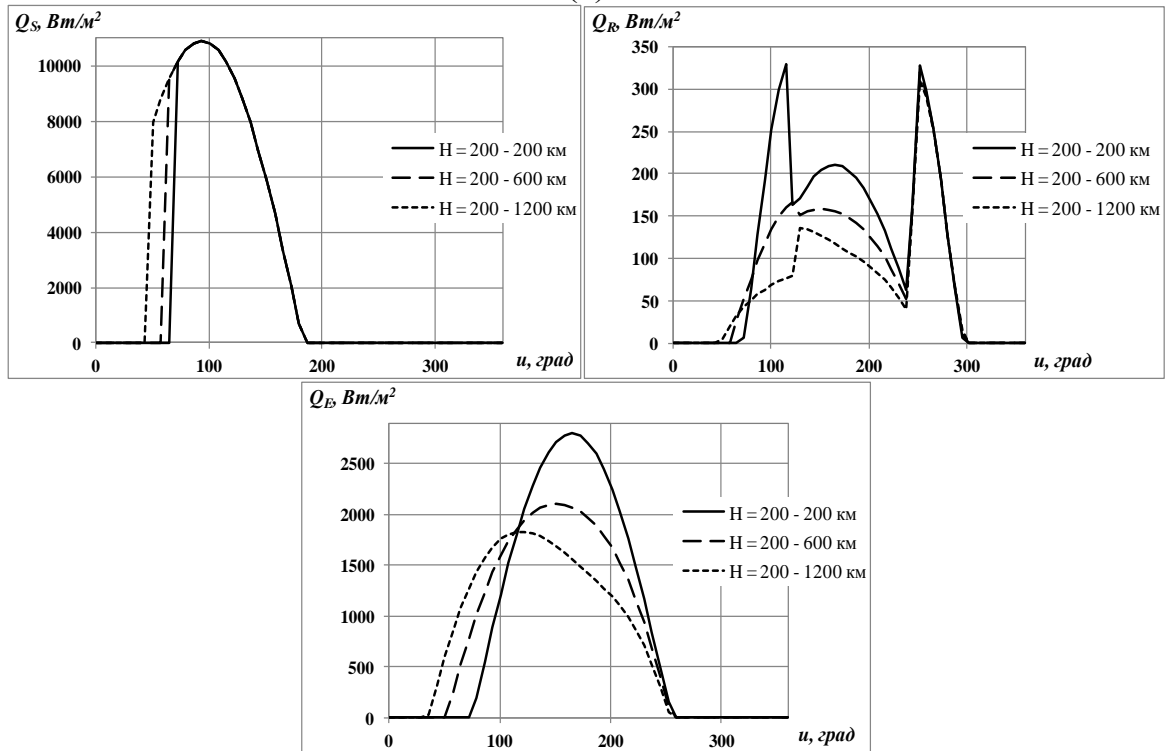 Q_S, Вт/м²
10000
8000
6000
4000
2000
0
0 100 200 300
u, град
H = 200 - 200 км
H = 200 - 600 км
H = 200 - 1200 км
Q_R, Вт/м²
350
300
250
200
150
100
50
0
0 100 200 300
u, град
H = 200 - 200 км
H = 200 - 600 км
H = 200 - 1200 км
Q_E, Вт/м²
2500
2000
1500
1000
500
0
0 100 200 300
u, град
H = 200 - 200 км
H = 200 - 600 км
H = 200 - 1200 км